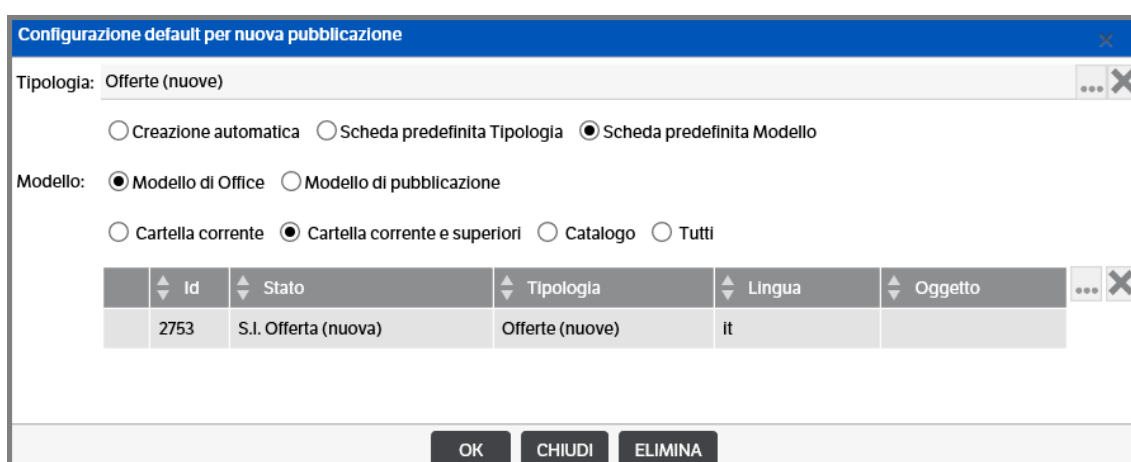 Configurazione default per nuova pubblicazione
Tipologia: Offerte (nuove) ...
Creazione automatica Scheda predefinita Tipologia Scheda predefinita Modello
Modello: Modello di Office Modello di pubblicazione
Cartella corrente Cartella corrente e superiori Catalogo Tutti
Id Stato Tipologia Lingua Oggetto ...
2753 S.I. Offerta (nuova) Offerte (nuove) it
OK CHIUDI ELIMINA